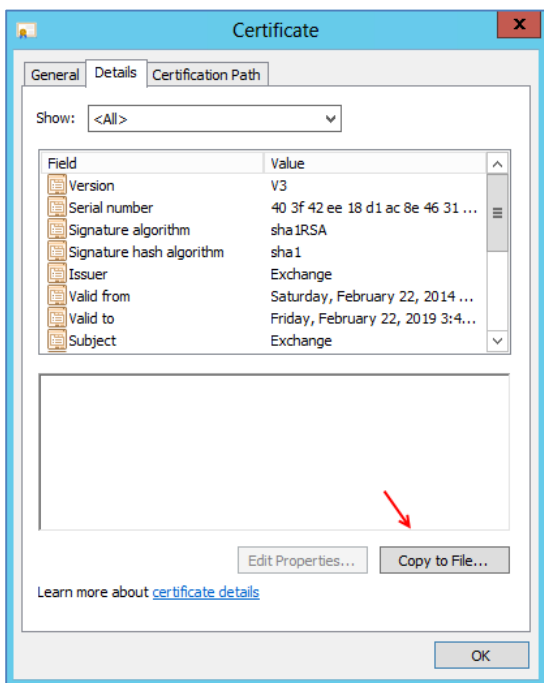 Certificate
x
General Details Certification Path
Show: <All>
Field Value
Version V3
Serial number 40 3f 42 ee 18 d1 ac 8e 46 31 ...
Signature algorithm sha1RSA
Signature hash algorithm sha1
Issuer Exchange
Valid from Saturday, February 22, 2014 ...
Valid to Friday, February 22, 2019 3:4...
Subject Exchange
Edit Properties... Copy to File...
Learn more about certificate details
OK